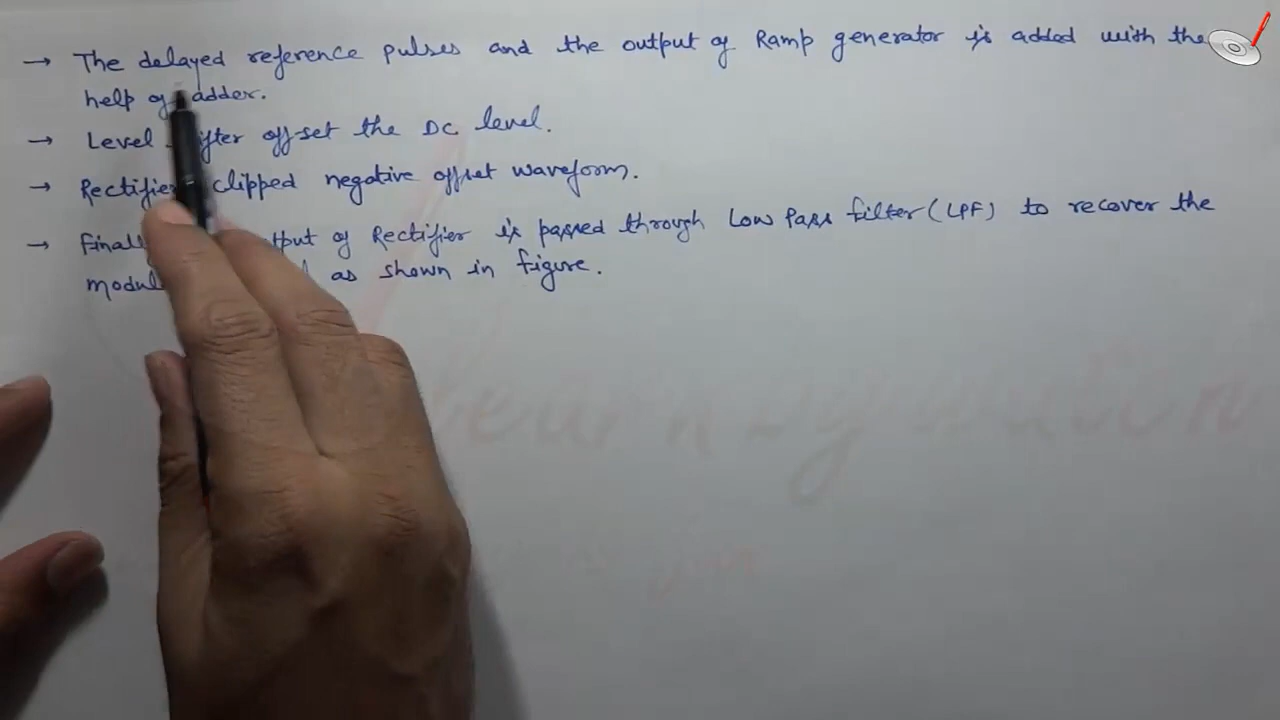 → The delayed reference pulses and the output of Ramp generator is added with the
help of adder.
→ Level offset the DC level.
→ Rectifier clipped negative offset waveform.
→ of Rectifier is passed through Low Pass filter (LPF) to recover the
as shown in figure.